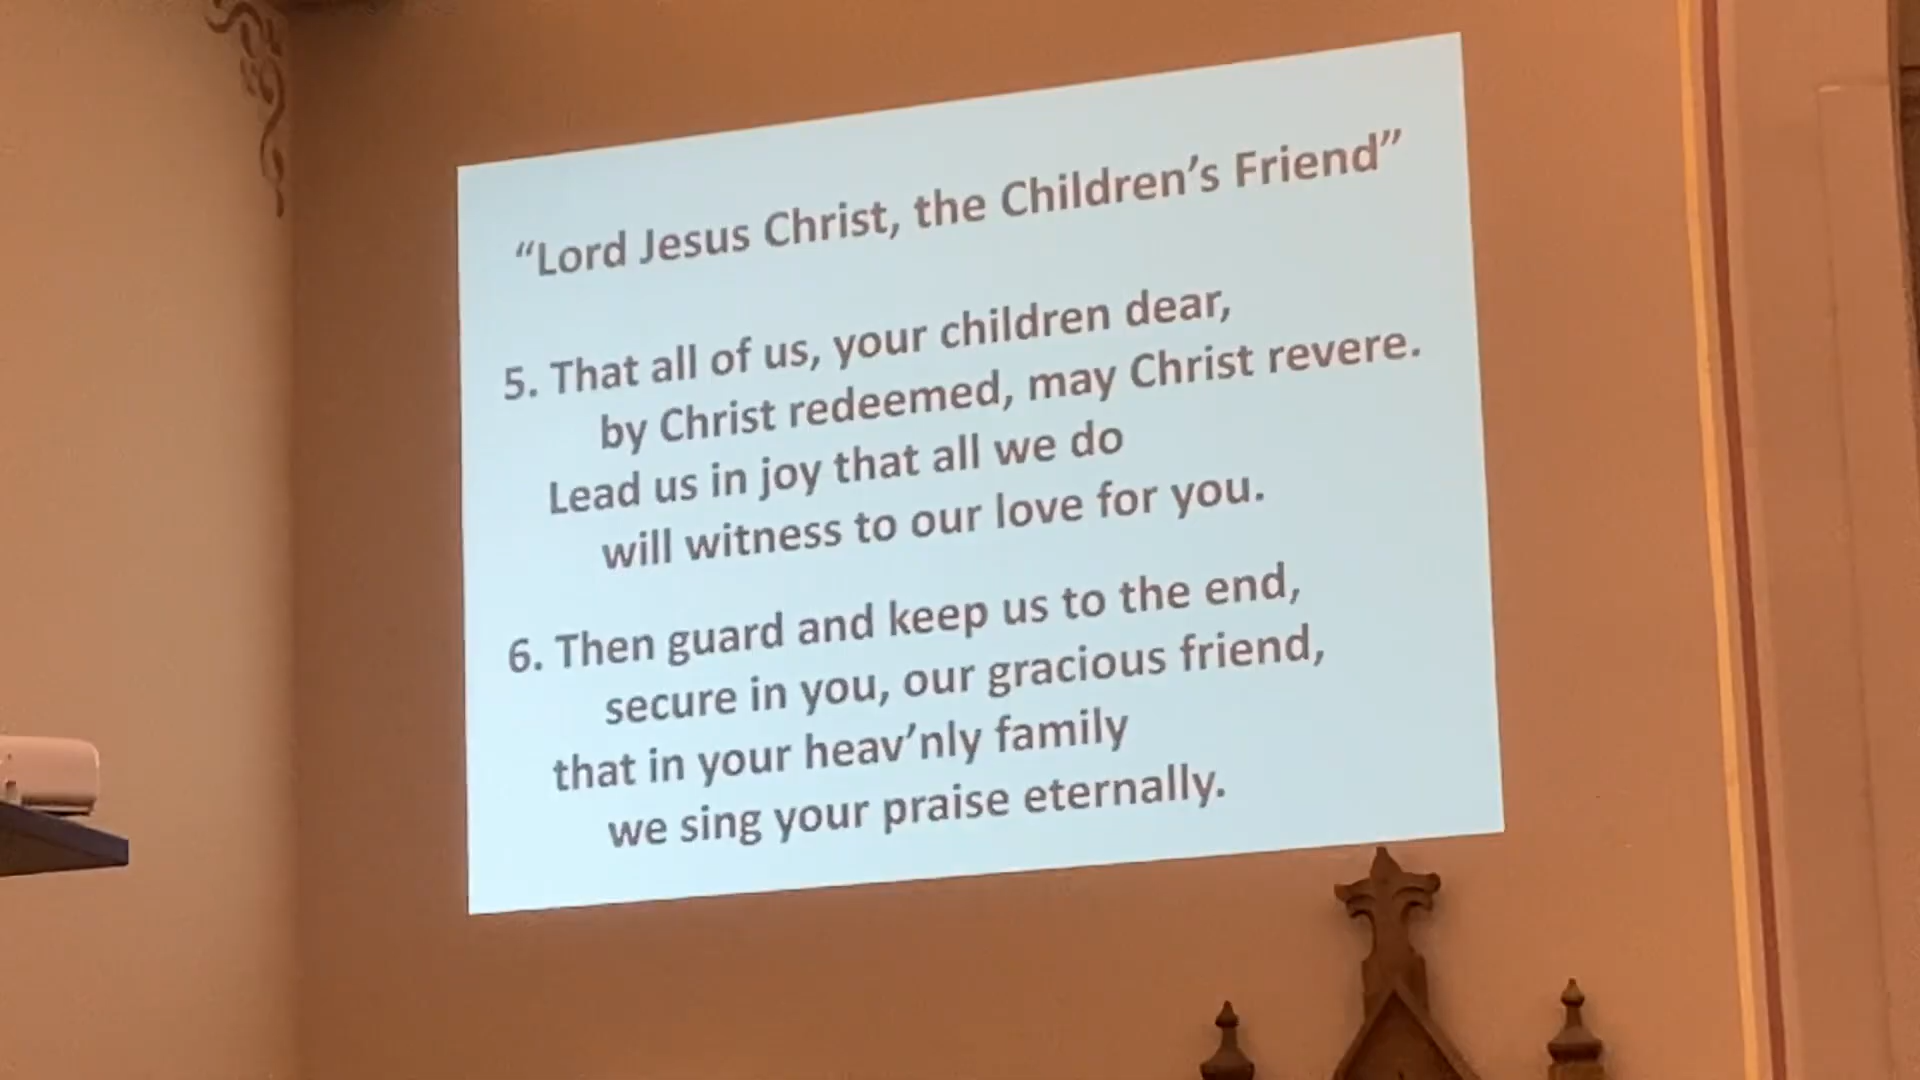 “Lord Jesus Christ, the Children’s Friend”
5. That all of us, your children dear,
by Christ redeemed, may Christ revere.
Lead us in joy that all we do
will witness to our love for you.
6. Then guard and keep us to the end,
secure in you, our gracious friend,
that in your heav’nly family
we sing your praise eternally.